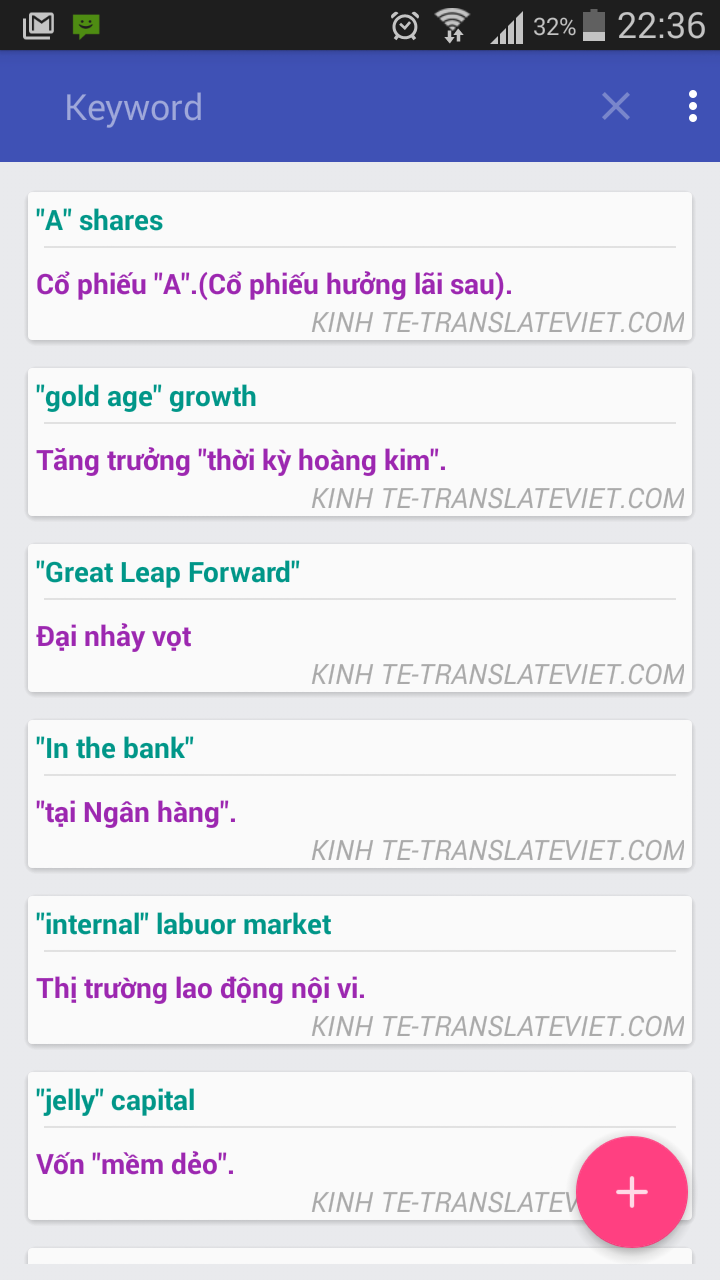 32% 22:36
Keyword
"A" shares
Cổ phiếu "A".(Cổ phiếu hưởng lãi sau).
KINH TE-TRANSLATEVIET.COM
"gold age" growth
Tăng trưởng "thời kỳ hoàng kim".
KINH TE-TRANSLATEVIET.COM
"Great Leap Forward"
Đại nhảy vọt
KINH TE-TRANSLATEVIET.COM
"In the bank"
"tại Ngân hàng".
KINH TE-TRANSLATEVIET.COM
"internal" labuor market
Thị trường lao động nội vi.
KINH TE-TRANSLATEVIET.COM
"jelly" capital
Vốn "mềm dẻo".
KINH TE-TRANSLATEV